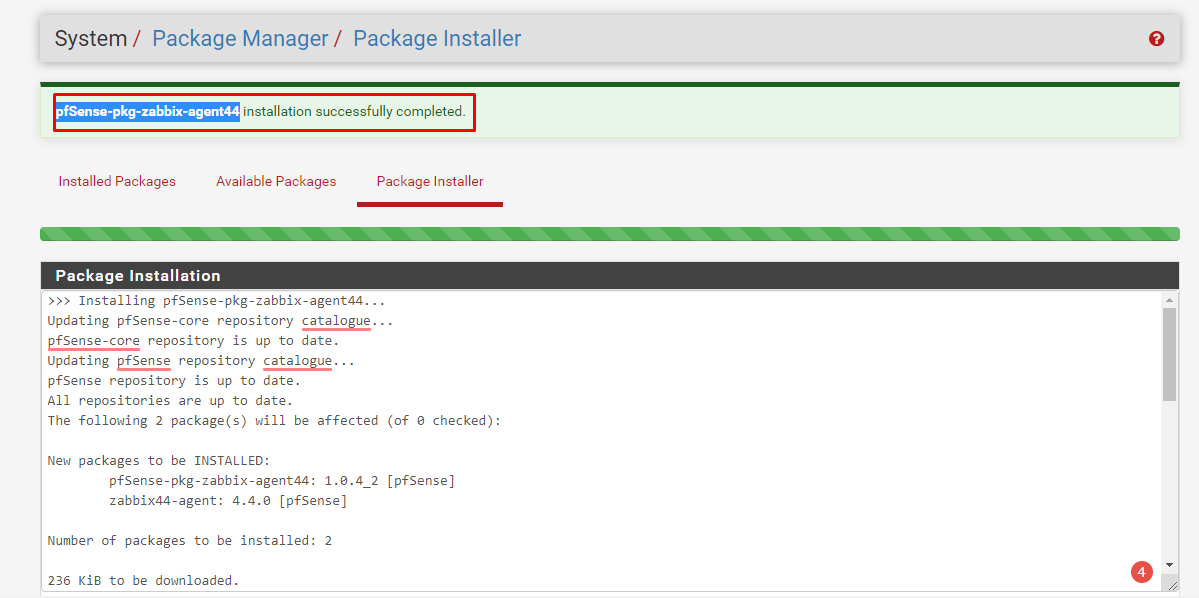 System / Package Manager / Package Installer
pfSense-pkg-zabbix-agent44 installation successfully completed.
Installed Packages Available Packages Package Installer
Package Installation
>>> Installing pfSense-pkg-zabbix-agent44...
Updating pfSense-core repository catalogue...
pfSense-core repository is up to date.
Updating pfSense repository catalogue...
pfSense repository is up to date.
All repositories are up to date.
The following 2 package(s) will be affected (of 0 checked):
New packages to be INSTALLED:
pfSense-pkg-zabbix-agent44: 1.0.4_2 [pfSense]
zabbix44-agent: 4.4.0 [pfSense]
Number of packages to be installed: 2
236 KiB to be downloaded.
4